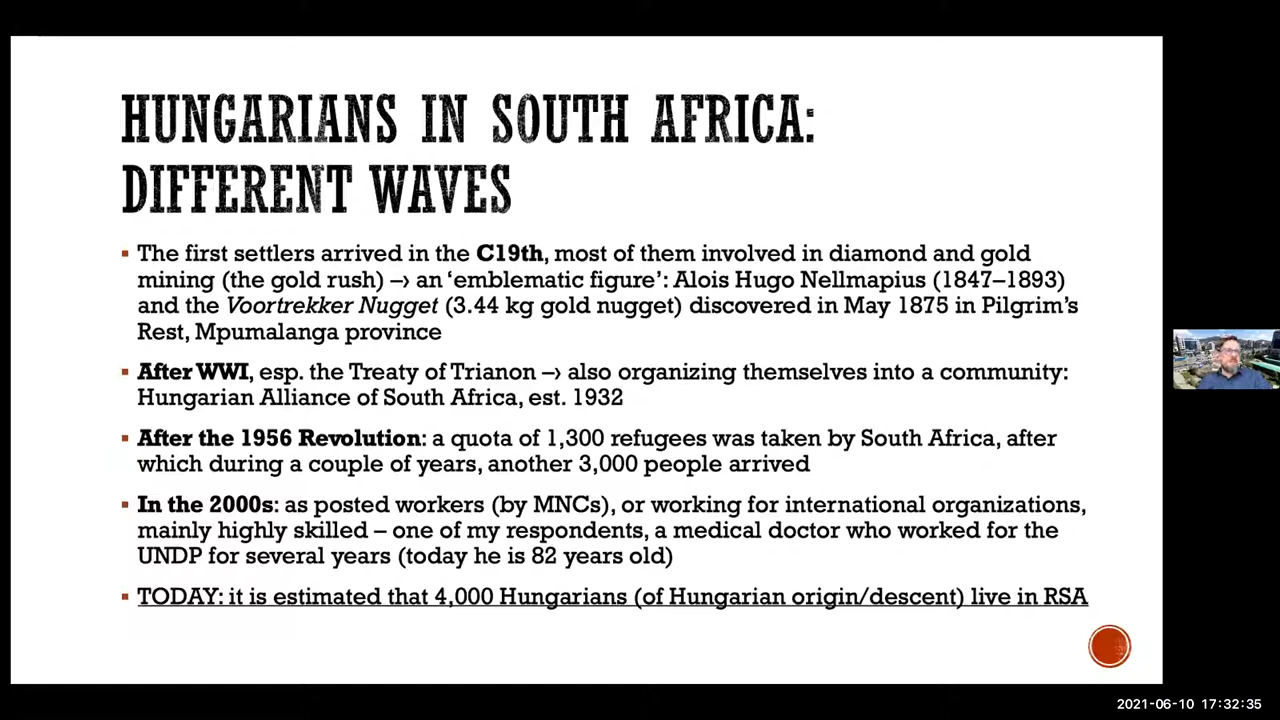 HUNGARIANS IN SOUTH AFRICA:
DIFFERENT WAVES
▪ The first settlers arrived in the C19th, most of them involved in diamond and gold
mining (the gold rush) –› an ‘emblematic figure’: Alois Hugo Nellmapius (1847–1893)
and the Voortrekker Nugget (3.44 kg gold nugget) discovered in May 1875 in Pilgrim’s
Rest, Mpumalanga province
▪ After WWI, esp. the Treaty of Trianon –› also organizing themselves into a community:
Hungarian Alliance of South Africa, est. 1932
▪ After the 1956 Revolution: a quota of 1,300 refugees was taken by South Africa, after
which during a couple of years, another 3,000 people arrived
▪ In the 2000s: as posted workers (by MNCs), or working for international organizations,
mainly highly skilled – one of my respondents, a medical doctor who worked for the
UNDP for several years (today he is 82 years old)
▪ TODAY: it is estimated that 4,000 Hungarians (of Hungarian origin/descent) live in RSA
2021-06-10 17:32:35